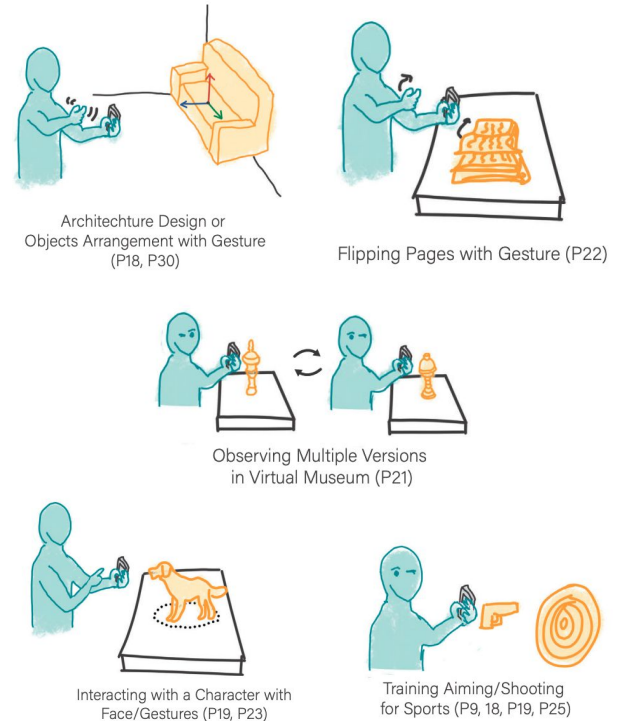 Architechture Design or
Objects Arrangement with Gesture
(P18, P30)
Flipping Pages with Gesture (P22)
Observing Multiple Versions
in Virtual Museum (P21)
Interacting with a Character with
Face/Gestures (P19, P23)
Training Aiming/Shooting
for Sports (P9, 18, P19, P25)